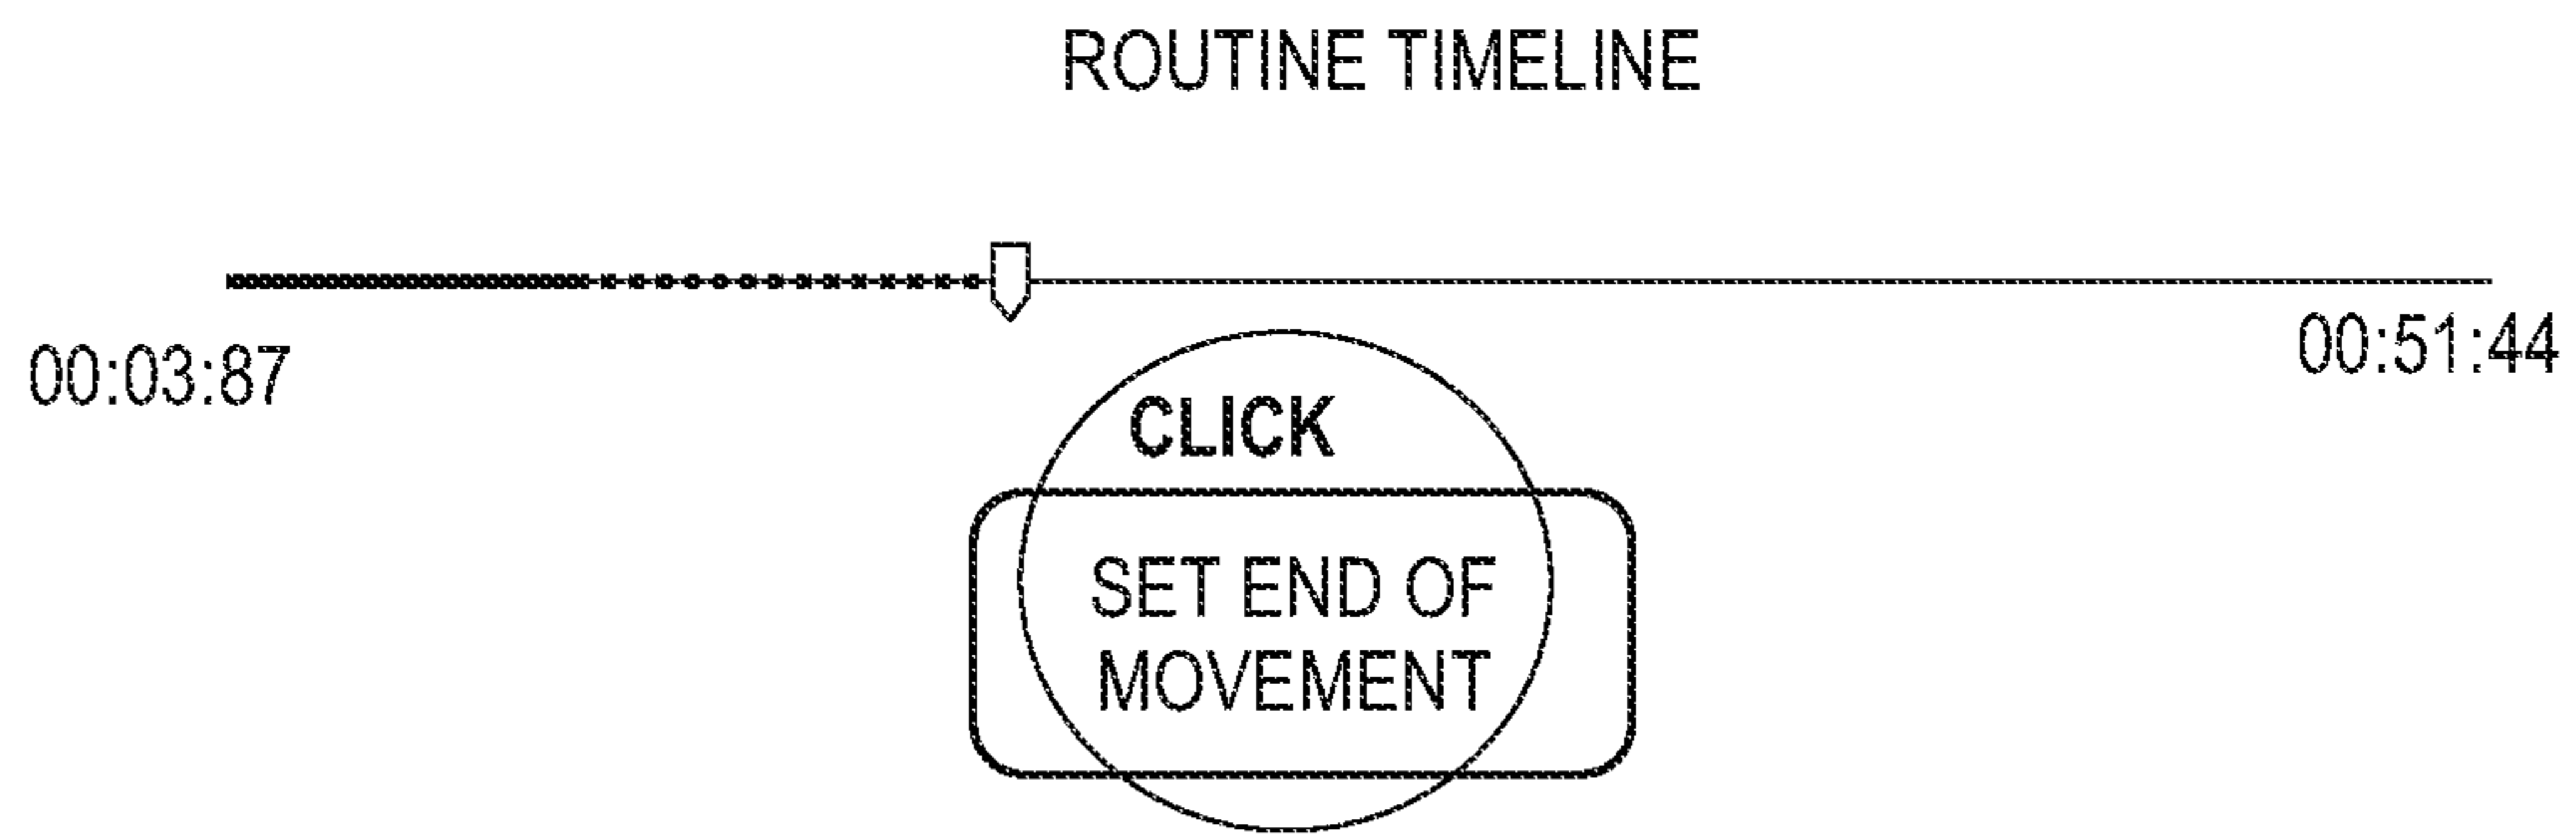 ROUTINE TIMELINE
00:03:87
00:51:44
CLICK
SET END OF
MOVEMENT